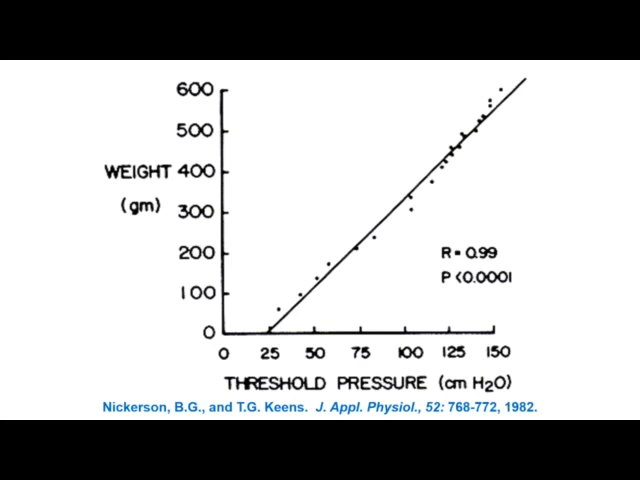 600
500
WEIGHT 400
(gm) 300
200
R = 0.99
P < 0.0001
100
0
0 25 50 75 100 125 150
THRESHOLD PRESSURE (cm H2O)
Nickerson, B.G., and T.G. Keens. J. Appl. Physiol., 52: 768-772, 1982.